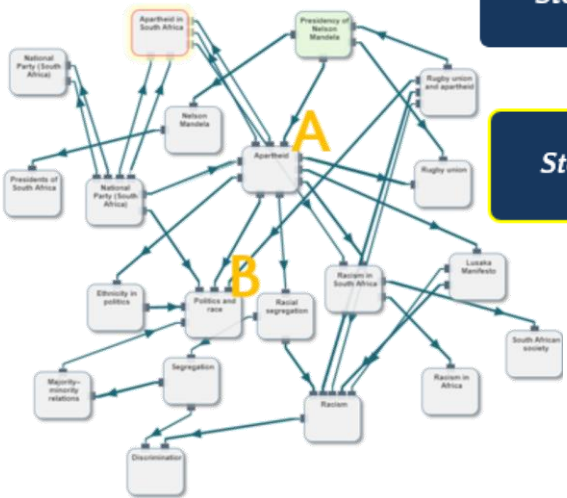 Apartheid in
South Africa
Presidency of
Nelson
Mandela
National
Party (South
Africa)
Rugby union
and apartheid
Nelson
Mandela
A
Apartheid
Rugby union
Presidents of
South Africa
National
Party (South
Africa)
B
Ethnicity in
politics
Politics and
race
Racial
segregation
Racism in
South Africa
Lusaka
Manifesto
South African
society
Majority–
minority
relations
Segregation
Racism
Racism in
Africa
Discrimination